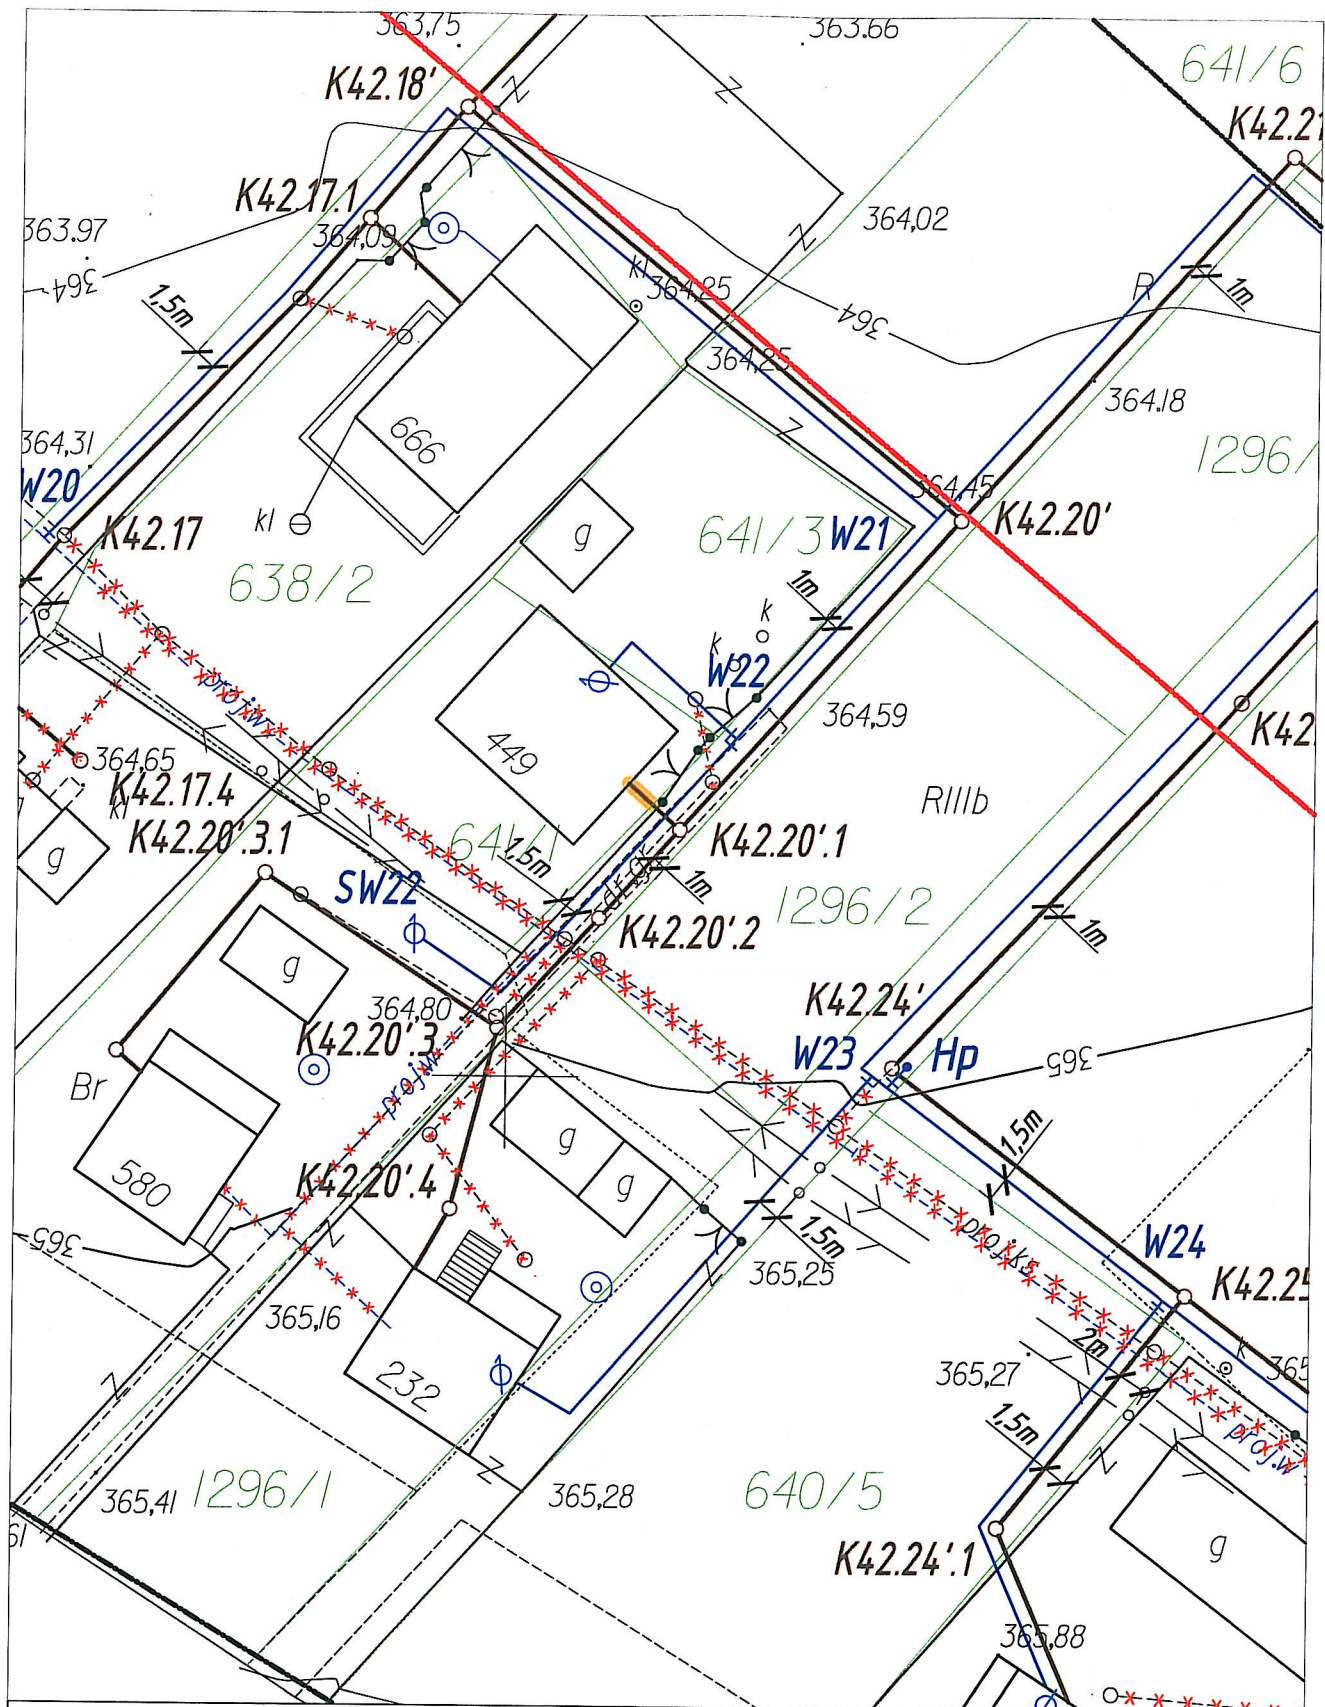 363,75
363.66
641/6
K42.18'
K42.21
K42.17.1
364,02
363.97
364,09
kl
364,25
R
1m
364
1,5m
364
364,25
364.18
364,31
666
1296/
W20
364,45
K42.17
kl
g
641/3
W21
K42.20'
638/2
1m
k
k
proj.w
W22
364,59
K42.
449
364,65
K42.17.4
kl
RIIIb
641/1
K42.20'.3.1
K42.20'.1
g
1,5m
1m
SW22
dr
1296/2
K42.20'.2
1m
g
364,80
K42.24'
K42.20'.3
W23
Hp
365
Br
proj.w
g
1,5m
580
K42.20'.4
g
365
proj.ks
W24
1,5m
365,25
K42.25
365,16
2m
k
365
232
365,27
1,5m
proj.w
365,41
1296/1
365,28
640/5
61
g
K42.24'.1
365,88